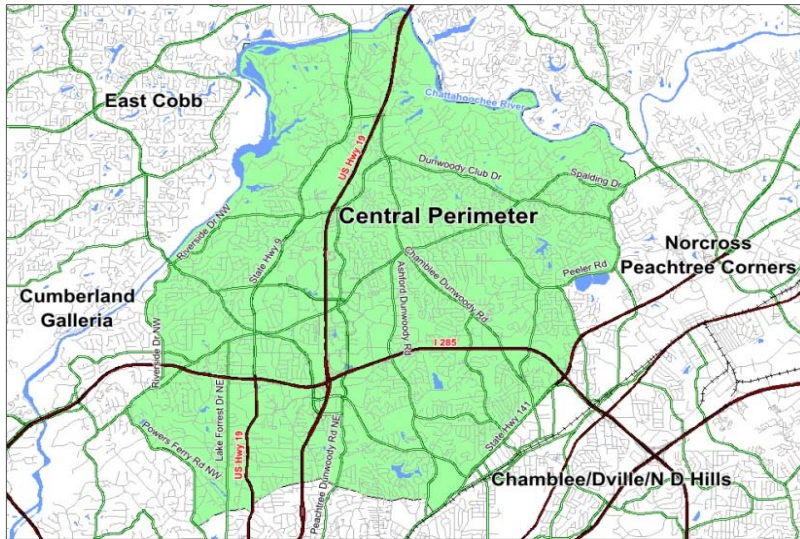 East Cobb
Chattahoochee River
US Hwy 19
Dunwoody Club Dr
Spalding Dr
Riverside Dr NW
Central Perimeter
State Hwy 9
Norcross
Peachtree Corners
Chamblee Dunwoody Rd
Ashford Dunwoody Rd
Peeler Rd
Cumberland
Galleria
Riverside Dr NW
I 285
Lake Forrest Dr NE
State Hwy 141
Powers Ferry Rd NW
US Hwy 19
Peachtree Dunwoody Rd NE
Chamblee/Dville/N D Hills